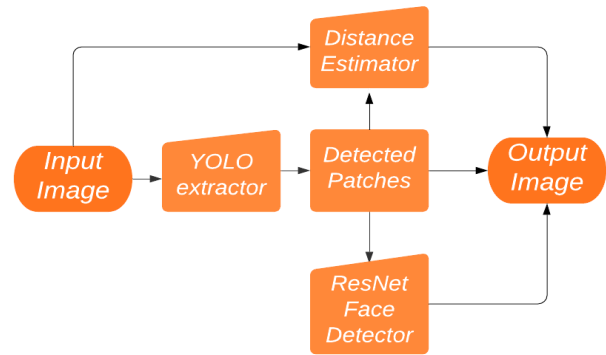 Distance
Estimator
Input
Image
YOLO
extractor
Detected
Patches
Output
Image
ResNet
Face
Detector